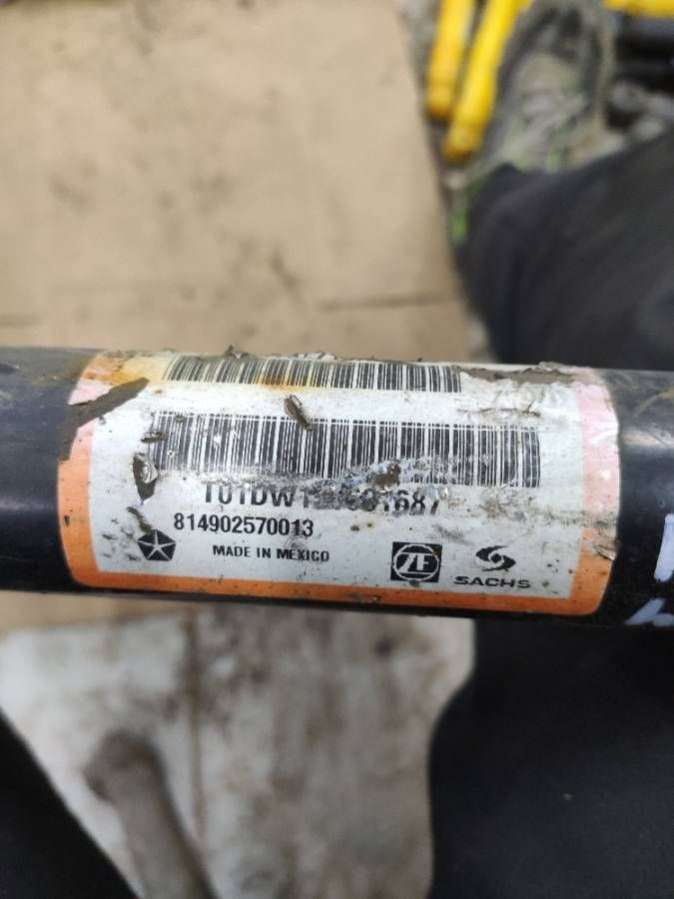 814902570013
MADE IN MEXICO
ZF
SACHS